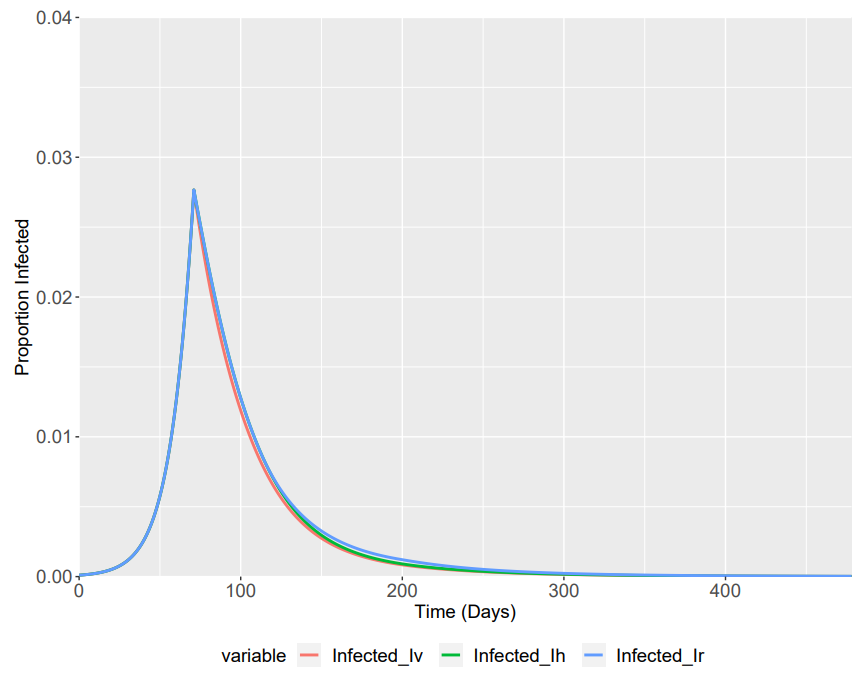 0.04
0.03
0.02
0.01
0.00
Proportion Infected
0 100 200 300 400
Time (Days)
variable Infected_Iv Infected_Ih Infected_Ir